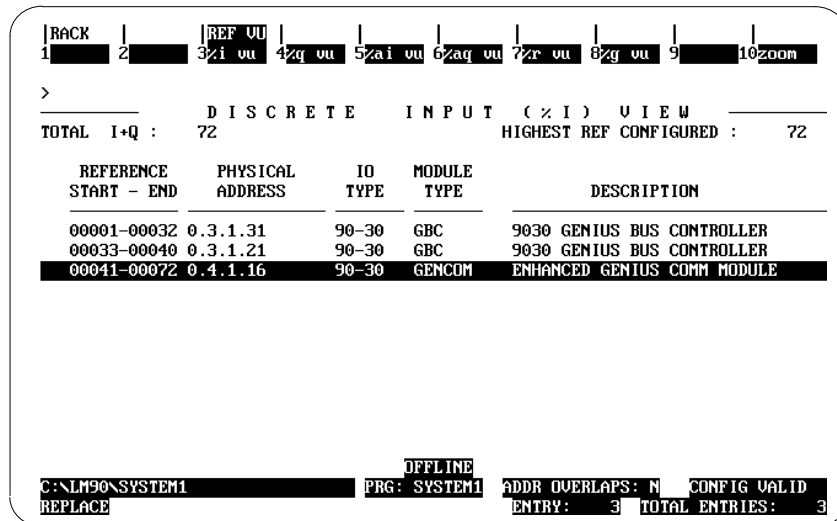 RACK REF VU
1 2 3%i vu 4%q vu 5%ai vu 6%aq vu 7%r vu 8%g vu 9 10zoom
>
DISCRETE INPUT (%I) VIEW
TOTAL I+Q : 72 HIGHEST REF CONFIGURED : 72
REFERENCE PHYSICAL IO MODULE
START - END ADDRESS TYPE TYPE DESCRIPTION
00001-00032 0.3.1.31 90-30 GBC 9030 GENIUS BUS CONTROLLER
00033-00040 0.3.1.21 90-30 GBC 9030 GENIUS BUS CONTROLLER
00041-00072 0.4.1.16 90-30 GENCOM ENHANCED GENIUS COMM MODULE
OFFLINE
C:\LM90\SYSTEM1 PRG: SYSTEM1 ADDR OVERLAPS: N CONFIG VALID
REPLACE ENTRY: 3 TOTAL ENTRIES: 3